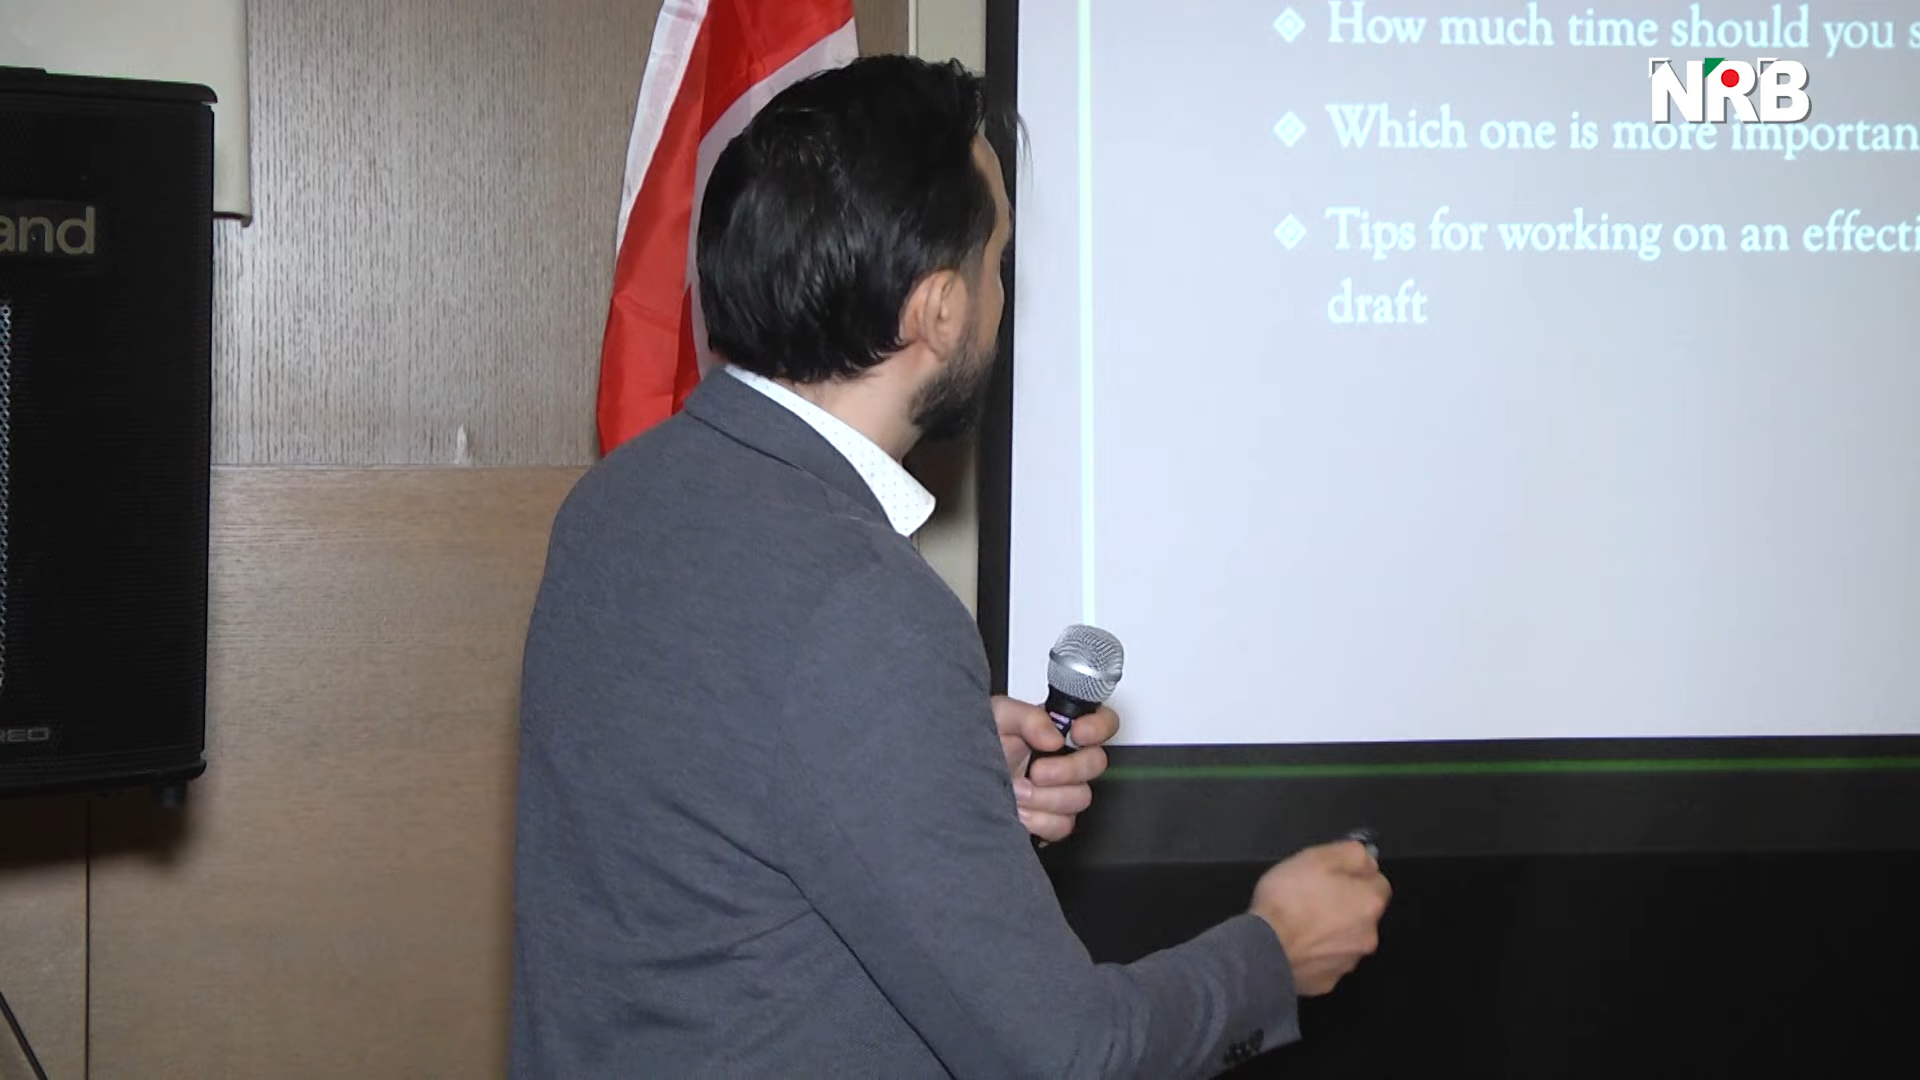 How much time should you s
NRB
Which one is more importan
Tips for working on an effecti
draft
and
REO